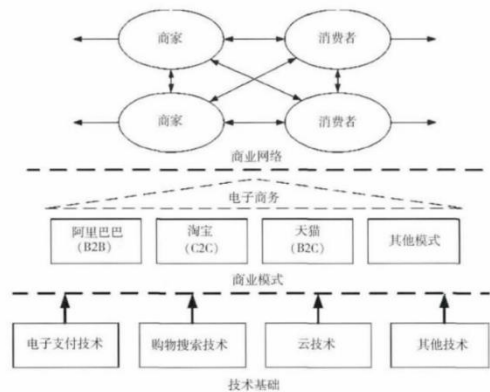 商家
消费者
商家
消费者
商业网络
电子商务
阿里巴巴
(B2B)
淘宝
(C2C)
天猫
(B2C)
其他模式
商业模式
电子支付技术
购物搜索技术
云技术
其他技术
技术基础